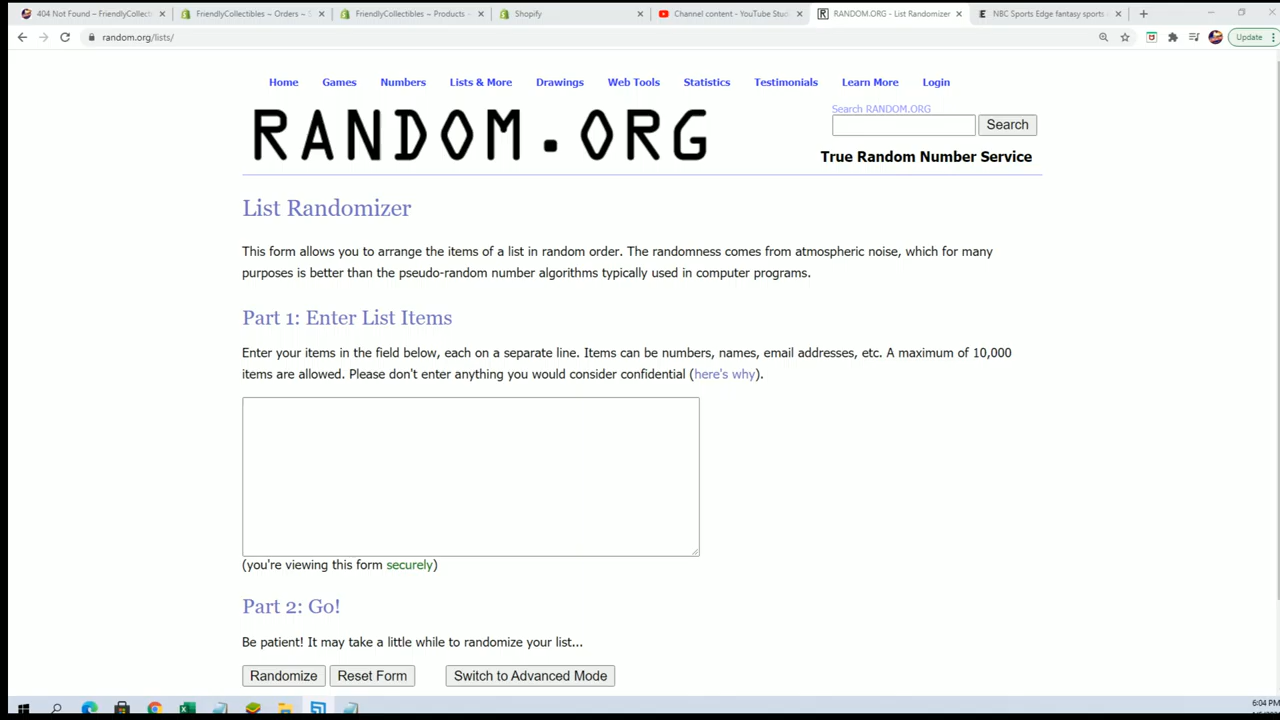 404 Not Found – FriendlyCollect
FriendlyCollectibles ~ Orders ~ S
FriendlyCollectibles ~ Products ~
Shopify
Channel content - YouTube Stud
RANDOM.ORG - List Randomizer
NBC Sports Edge fantasy sports
random.org/lists/
Update
Home Games Numbers Lists & More Drawings Web Tools Statistics Testimonials Learn More Login
RANDOM.ORG
Search RANDOM.ORG
Search
True Random Number Service
List Randomizer
This form allows you to arrange the items of a list in random order. The randomness comes from atmospheric noise, which for many
purposes is better than the pseudo-random number algorithms typically used in computer programs.
Part 1: Enter List Items
Enter your items in the field below, each on a separate line. Items can be numbers, names, email addresses, etc. A maximum of 10,000
items are allowed. Please don't enter anything you would consider confidential (here's why).
(you're viewing this form securely)
Part 2: Go!
Be patient! It may take a little while to randomize your list...
Randomize Reset Form Switch to Advanced Mode
6:04 PM